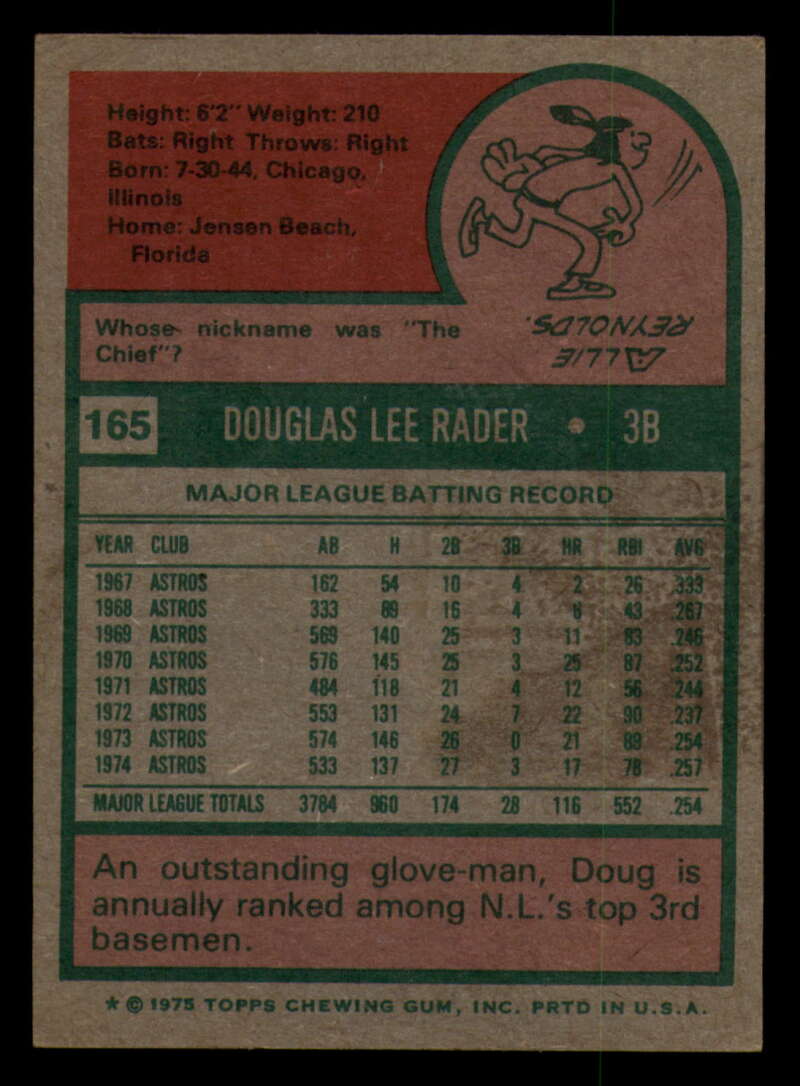 Height: 6'2" Weight: 210
Bats: Right Throws: Right
Born: 7-30-44, Chicago,
Illinois
Home: Jensen Beach,
Florida
Whose nickname was "The
Chief"?
ALLIE
REYNOLDS.
165 DOUGLAS LEE RADER • 3B
MAJOR LEAGUE BATTING RECORD
YEAR CLUB AB H 2B 3B HR RBI AVG
1967 ASTROS 162 54 10 4 2 26 .333
1968 ASTROS 333 89 16 4 6 43 .267
1969 ASTROS 569 140 25 3 11 83 .246
1970 ASTROS 576 145 25 3 25 87 .252
1971 ASTROS 484 118 21 4 12 56 .244
1972 ASTROS 553 131 24 7 22 90 .237
1973 ASTROS 574 146 26 0 21 89 .254
1974 ASTROS 533 137 27 3 17 78 .257
MAJOR LEAGUE TOTALS 3784 960 174 28 116 552 .254
An outstanding glove-man, Doug is
annually ranked among N.L.'s top 3rd
basemen.
* © 1975 TOPPS CHEWING GUM, INC. PRTD IN U.S.A.